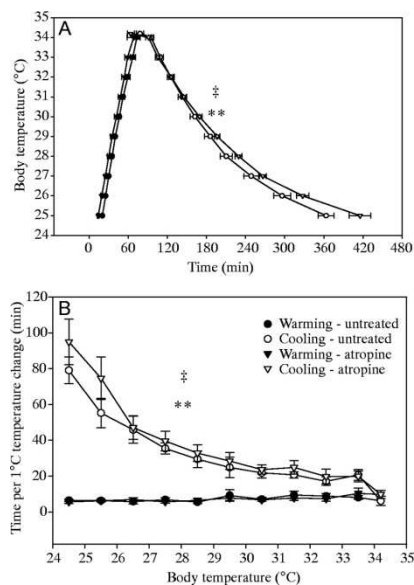 A
35
34
33
32
31
30
29
28
27
26
25
24
Body temperature (°C)
‡
**
0 60 120 180 240 300 360 420 480
Time (min)
B
120
100
80
60
40
20
0
Time per 1°C temperature change (min)
Warming - untreated
Cooling - untreated
Warming - atropine
Cooling - atropine
‡
**
24 25 26 27 28 29 30 31 32 33 34 35
Body temperature (°C)